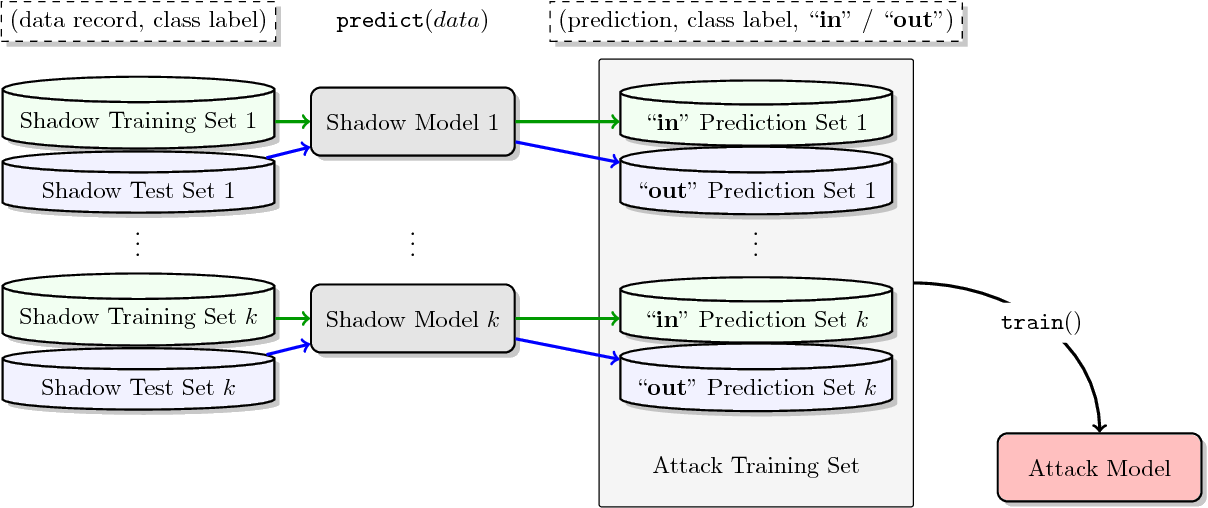 (data record, class label)
predict(data)
(prediction, class label, “in” / “out”)
Shadow Training Set 1
Shadow Model 1
“in” Prediction Set 1
Shadow Test Set 1
“out” Prediction Set 1
⋮
⋮
⋮
Shadow Training Set k
Shadow Model k
“in” Prediction Set k
train()
Shadow Test Set k
“out” Prediction Set k
Attack Training Set
Attack Model